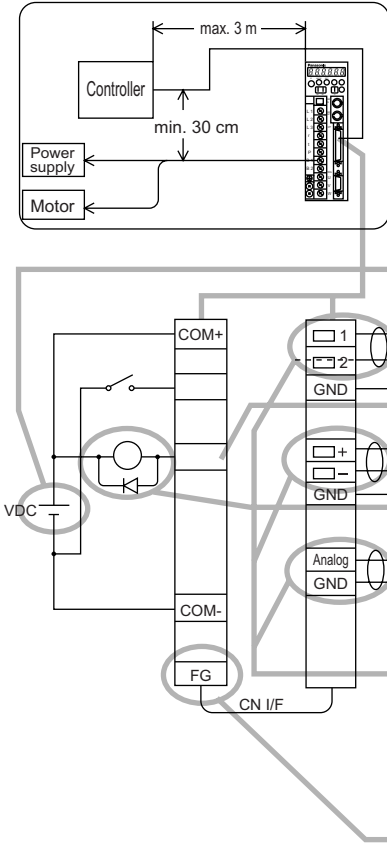 max. 3 m
Panasonic
Controller
min. 30 cm
Power
supply
Motor
COM+
1
2
GND
+
−
GND
VDC
Analog
GND
COM-
FG
CN I/F